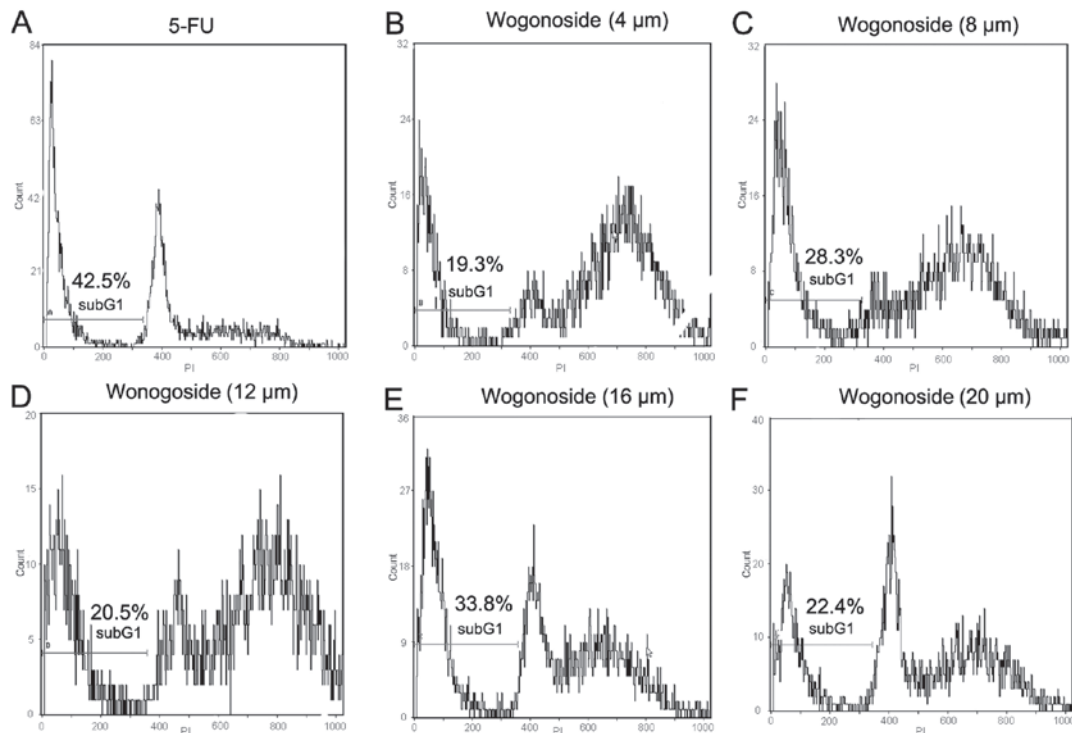 A
5-FU
84
63
42
21
0
Count
42.5%
subG1
0 200 400 600 800 1000
PI
B
Wogonoside (4 µm)
32
24
16
8
0
Count
19.3%
subG1
0 200 400 600 800 1000
PI
C
Wogonoside (8 µm)
32
24
16
8
0
Count
28.3%
subG1
0 200 400 600 800 1000
PI
D
Wonogoside (12 µm)
20
15
10
5
0
Count
20.5%
subG1
0 200 400 600 800 1000
PI
E
Wogonoside (16 µm)
36
27
18
9
0
Count
33.8%
subG1
0 200 400 600 800 1000
PI
F
Wogonoside (20 µm)
40
30
20
10
0
Count
22.4%
subG1
0 200 400 600 800 1000
PI